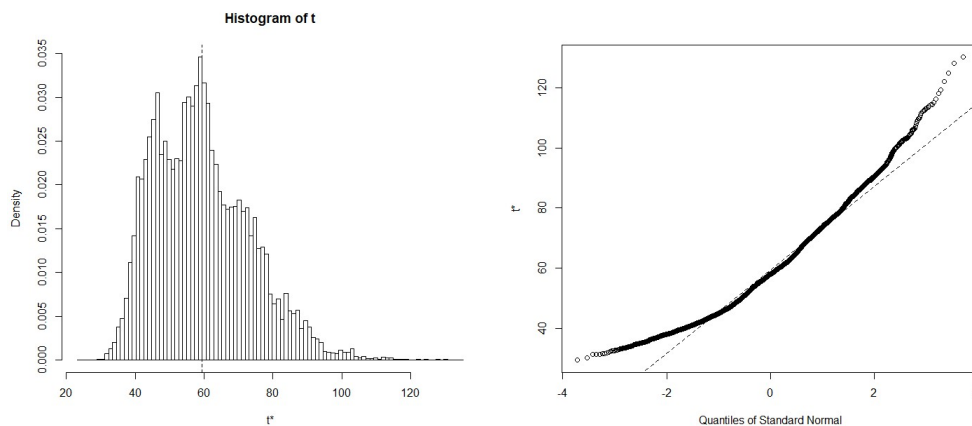 Histogram of t
Density
0.000 0.005 0.010 0.015 0.020 0.025 0.030 0.035
20 40 60 80 100 120
t*
t*
40 60 80 100 120
-4 -2 0 2
Quantiles of Standard Normal